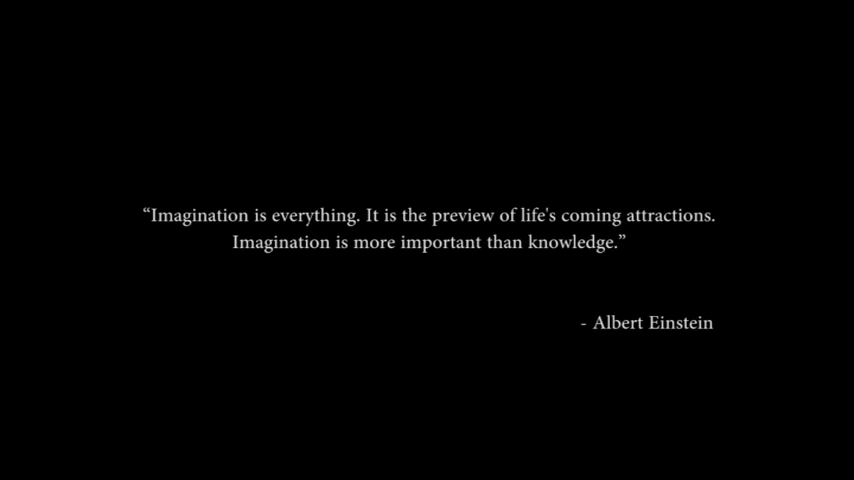 “Imagination is everything. It is the preview of life's coming attractions.
Imagination is more important than knowledge.”
- Albert Einstein